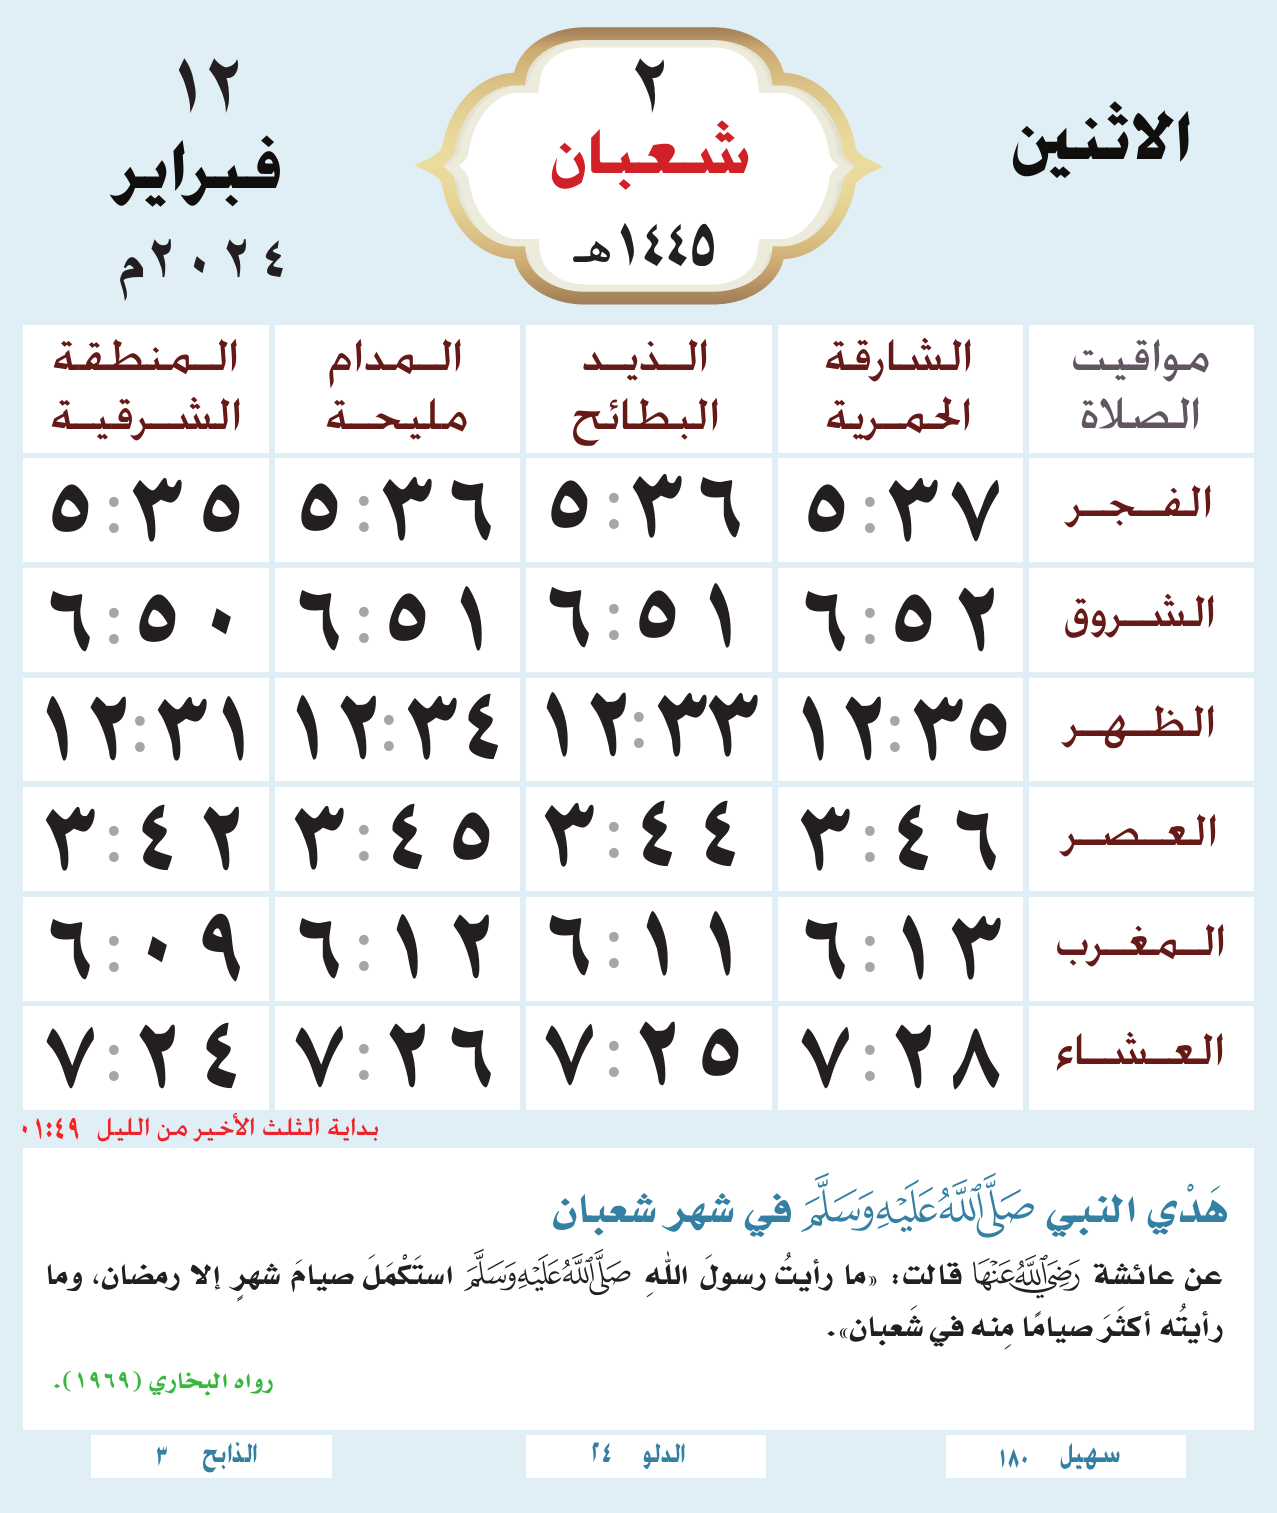 الاثنين
٢
شعبان
١٤٤٥هـ
١٢
فبراير
٢٠٢٤م
مواقيت الصلاة	الشارقة الحمرية	الذيد البطائح	المدام مليحة	المنطقة الشرقية
الفجر	٥:٣٧	٥:٣٦	٥:٣٦	٥:٣٥
الشروق	٦:٥٢	٦:٥١	٦:٥١	٦:٥٠
الظهر	١٢:٣٥	١٢:٣٣	١٢:٣٤	١٢:٣١
العصر	٣:٤٦	٣:٤٤	٣:٤٥	٣:٤٢
المغرب	٦:١٣	٦:١١	٦:١٢	٦:٠٩
العشاء	٧:٢٨	٧:٢٥	٧:٢٦	٧:٢٤
بداية الثلث الأخير من الليل ٠١:٤٩
هَدْي النبي صَلَّى اللَّهُ عَلَيْهِ وَسَلَّمَ في شهر شعبان
عن عائشة رَضِيَ اللَّهُ عَنْهَا قالت: «ما رأيتُ رسولَ اللهِ صَلَّى اللَّهُ عَلَيْهِ وَسَلَّمَ استَكْمَلَ صيامَ شهرٍ إلا رمضان، وما
رأيتُه أكثَرَ صيامًا مِنه في شَعبان».
رواه البخاري (١٩٦٩).
سهيل ١٨٠	الدلو ٢٤	الذابح ٣